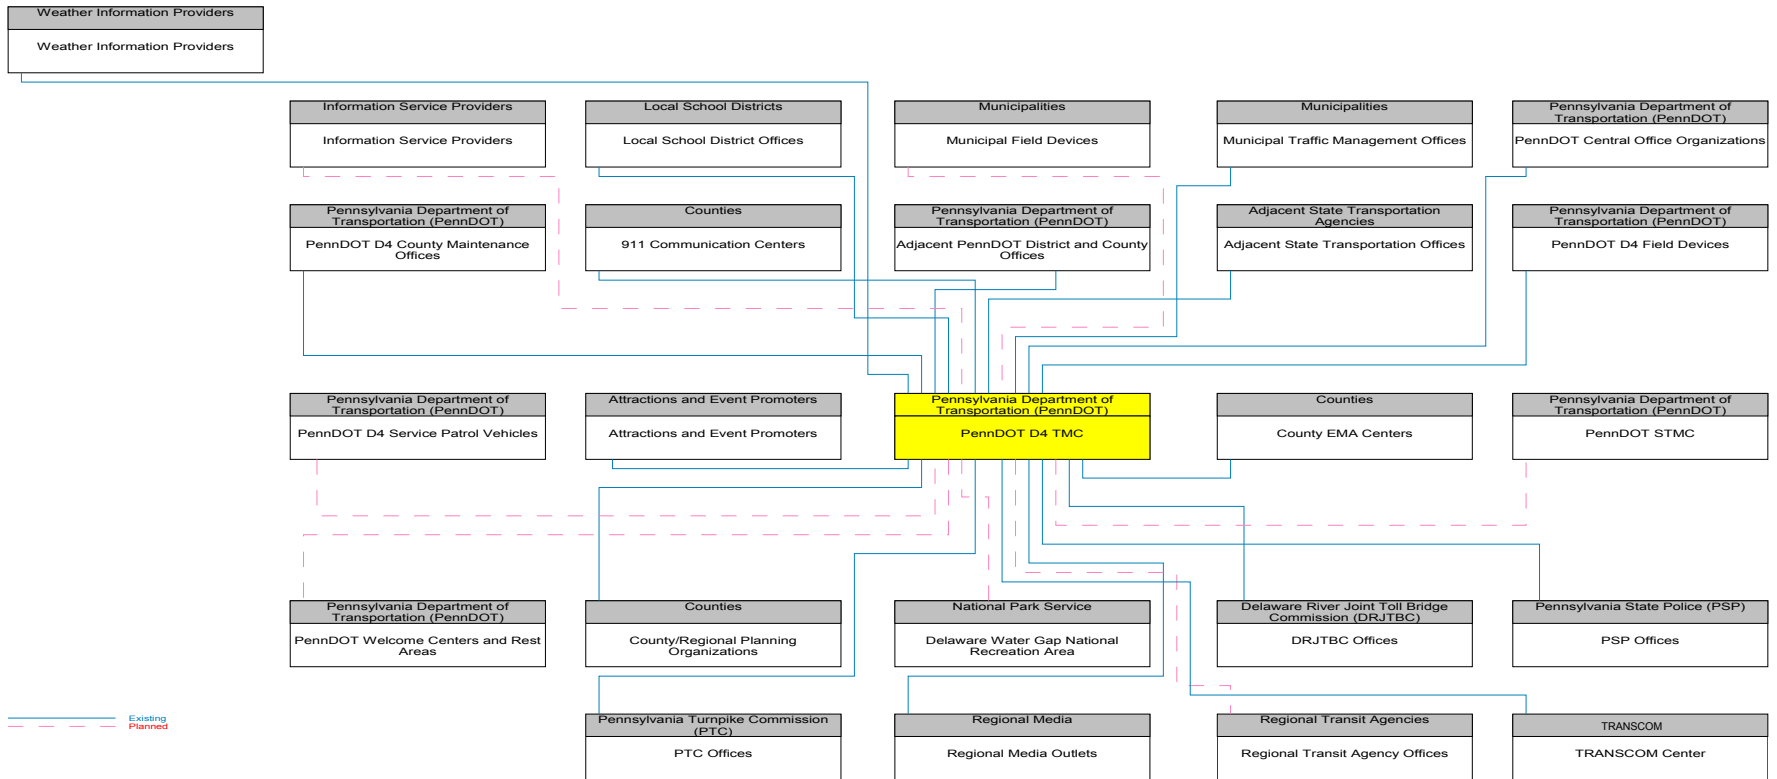 Weather Information Providers
Weather Information Providers
Information Service Providers
Information Service Providers
Local School Districts
Local School District Offices
Municipalities
Municipal Field Devices
Municipalities
Municipal Traffic Management Offices
Pennsylvania Department of
Transportation (PennDOT)
PennDOT Central Office Organizations
Pennsylvania Department of
Transportation (PennDOT)
PennDOT D4 County Maintenance
Offices
Counties
911 Communication Centers
Pennsylvania Department of
Transportation (PennDOT)
Adjacent PennDOT District and County
Offices
Adjacent State Transportation
Agencies
Adjacent State Transportation Offices
Pennsylvania Department of
Transportation (PennDOT)
PennDOT D4 Field Devices
Pennsylvania Department of
Transportation (PennDOT)
PennDOT D4 Service Patrol Vehicles
Attractions and Event Promoters
Attractions and Event Promoters
Pennsylvania Department of
Transportation (PennDOT)
PennDOT D4 TMC
Counties
County EMA Centers
Pennsylvania Department of
Transportation (PennDOT)
PennDOT STMC
Pennsylvania Department of
Transportation (PennDOT)
PennDOT Welcome Centers and Rest
Areas
Counties
County/Regional Planning
Organizations
National Park Service
Delaware Water Gap National
Recreation Area
Delaware River Joint Toll Bridge
Commission (DRJTBC)
DRJTBC Offices
Pennsylvania State Police (PSP)
PSP Offices
Pennsylvania Turnpike Commission
(PTC)
PTC Offices
Regional Media
Regional Media Outlets
Regional Transit Agencies
Regional Transit Agency Offices
TRANSCOM
TRANSCOM Center
Existing
Planned